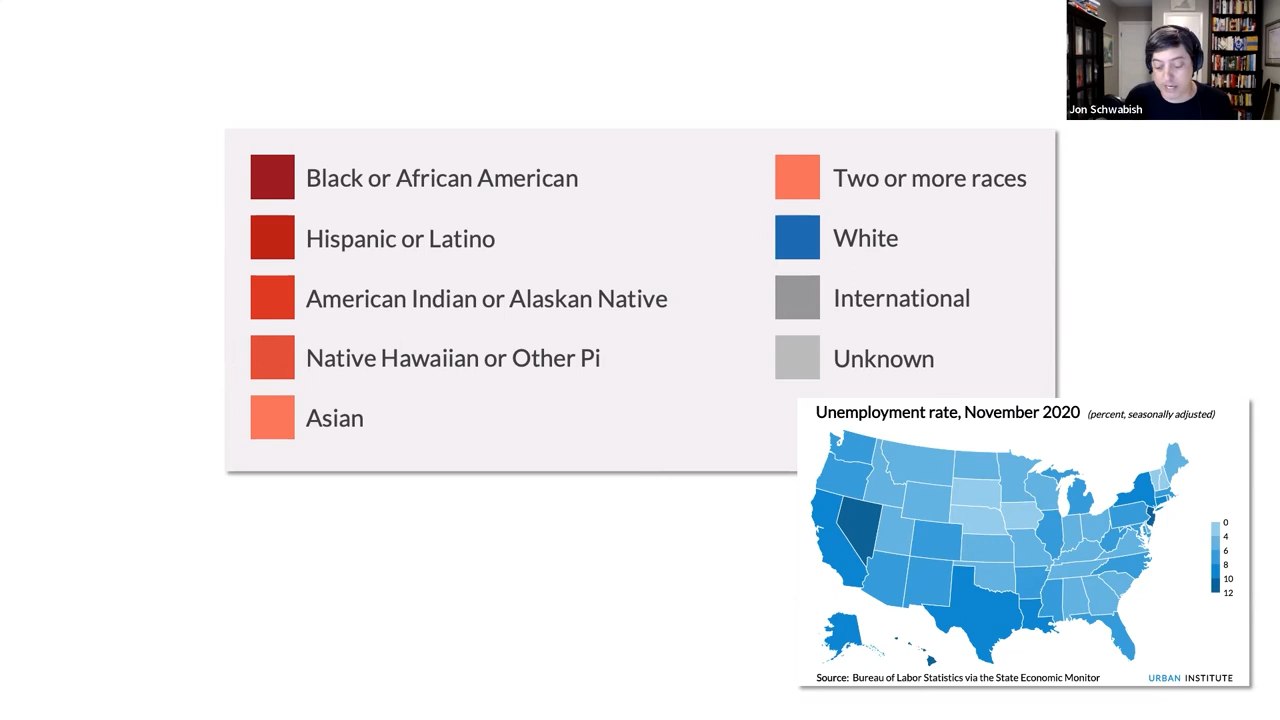 Jon Schwabish
Black or African American
Hispanic or Latino
American Indian or Alaskan Native
Native Hawaiian or Other Pi
Asian
Two or more races
White
International
Unknown
Unemployment rate, November 2020 (percent, seasonally adjusted)
0
4
6
8
10
12
Source: Bureau of Labor Statistics via the State Economic Monitor
URBAN INSTITUTE